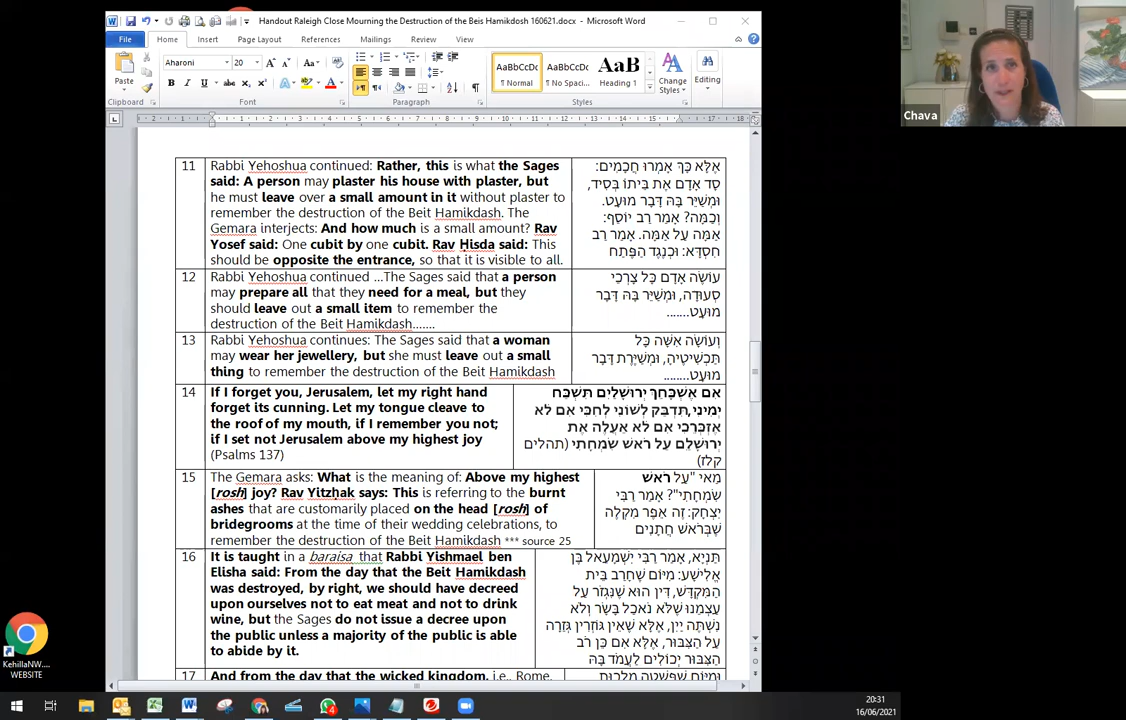 Handout Raleigh Close Mourning the Destruction of the Beis Hamikdosh 160621.docx - Microsoft Word
File Home Insert Page Layout References Mailings Review View
Aharoni 20
Paste
B I U
AaBbCcDc AaBbCcDc AaB
¶ Normal ¶ No Spaci... Heading 1
Change
Styles
Editing
Clipboard Font Paragraph Styles
Chava
11
Rabbi Yehoshua continued: Rather, this is what the Sages
said: A person may plaster his house with plaster, but
he must leave over a small amount in it without plaster to
remember the destruction of the Beit Hamikdash. The
Gemara interjects: And how much is a small amount? Rav
Yosef said: One cubit by one cubit. Rav Ḥisda said: This
should be opposite the entrance, so that it is visible to all.
אֶלָּא כָּךְ אָמְרוּ חֲכָמִים:
סָד אָדָם אֶת בֵּיתוֹ בְּסִיד,
וּמְשַׁיֵּר בָּהּ דָּבָר מוּעָט.
וְכַמָּה? אָמַר רַב יוֹסֵף:
אַמָּה עַל אַמָּה. אָמַר רַב
חִסְדָּא: וּכְנֶגֶד הַפֶּתַח
12
Rabbi Yehoshua continued ...The Sages said that a person
may prepare all that they need for a meal, but they
should leave out a small item to remember the
destruction of the Beit Hamikdash.......
עוֹשֶׂה אָדָם כׇּל צׇרְכֵי
סְעוּדָה, וּמְשַׁיֵּר בָּהּ דָּבָר
מוּעָט.......
13
Rabbi Yehoshua continues: The Sages said that a woman
may wear her jewellery, but she must leave out a small
thing to remember the destruction of the Beit Hamikdash
וְעוֹשָׂה אִשָּׁה כׇּל
תַּכְשִׁיטֶיהָ, וּמְשַׁיֶּרֶת דָּבָר
מוּעָט........
14
If I forget you, Jerusalem, let my right hand
forget its cunning. Let my tongue cleave to
the roof of my mouth, if I remember you not;
if I set not Jerusalem above my highest joy
(Psalms 137)
אִם אֶשְׁכָּחֵךְ יְרוּשָׁלָיִם תִּשְׁכַּח
יְמִינִי,תִּדְבַּק לְשׁוֹנִי לְחִכִּי אִם לֹא
אֶזְכְּרֵכִי אִם לֹא אַעֲלֶה אֶת
יְרוּשָׁלִַם עַל רֹאשׁ שִׂמְחָתִי (תהלים
קלז)
15
The Gemara asks: What is the meaning of: Above my highest
[rosh] joy? Rav Yitzḥak says: This is referring to the burnt
ashes that are customarily placed on the head [rosh] of
bridegrooms at the time of their wedding celebrations, to
remember the destruction of the Beit Hamikdash *** source 25
מַאי "עַל רֹאשׁ
שִׂמְחָתִי"? אָמַר רַבִּי
יִצְחָק: זֶה אֵפֶר מִקְלֶה
שֶׁבְּרֹאשׁ חֲתָנִים
16
It is taught in a baraisa that Rabbi Yishmael ben
Elisha said: From the day that the Beit Hamikdash
was destroyed, by right, we should have decreed
upon ourselves not to eat meat and not to drink
wine, but the Sages do not issue a decree upon
the public unless a majority of the public is able
to abide by it.
תַּנְיָא, אָמַר רַבִּי יִשְׁמָעֵאל בֶּן
אֱלִישָׁע: מִיּוֹם שֶׁחָרַב בֵּית
הַמִּקְדָּשׁ, דִּין הוּא שֶׁנִּגְזֹר עַל
עַצְמֵנוּ שֶׁלֹּא נֹאכַל בָּשָׂר וְלֹא
נִשְׁתֶּה יַיִן, אֶלָּא שֶׁאֵין גּוֹזְרִין גְּזֵרָה
עַל הַצִּבּוּר, אֶלָּא אִם כֵּן רֹב
הַצִּבּוּר יְכוֹלִים לַעֲמֹד בָּהּ
17
And from the day that the wicked kingdom, i.e., Rome,
וּמִיּוֹם שֶׁפָּשְׁטָה מַלְכוּת
KehillaNW....
WEBSITE
20:31
16/06/2021